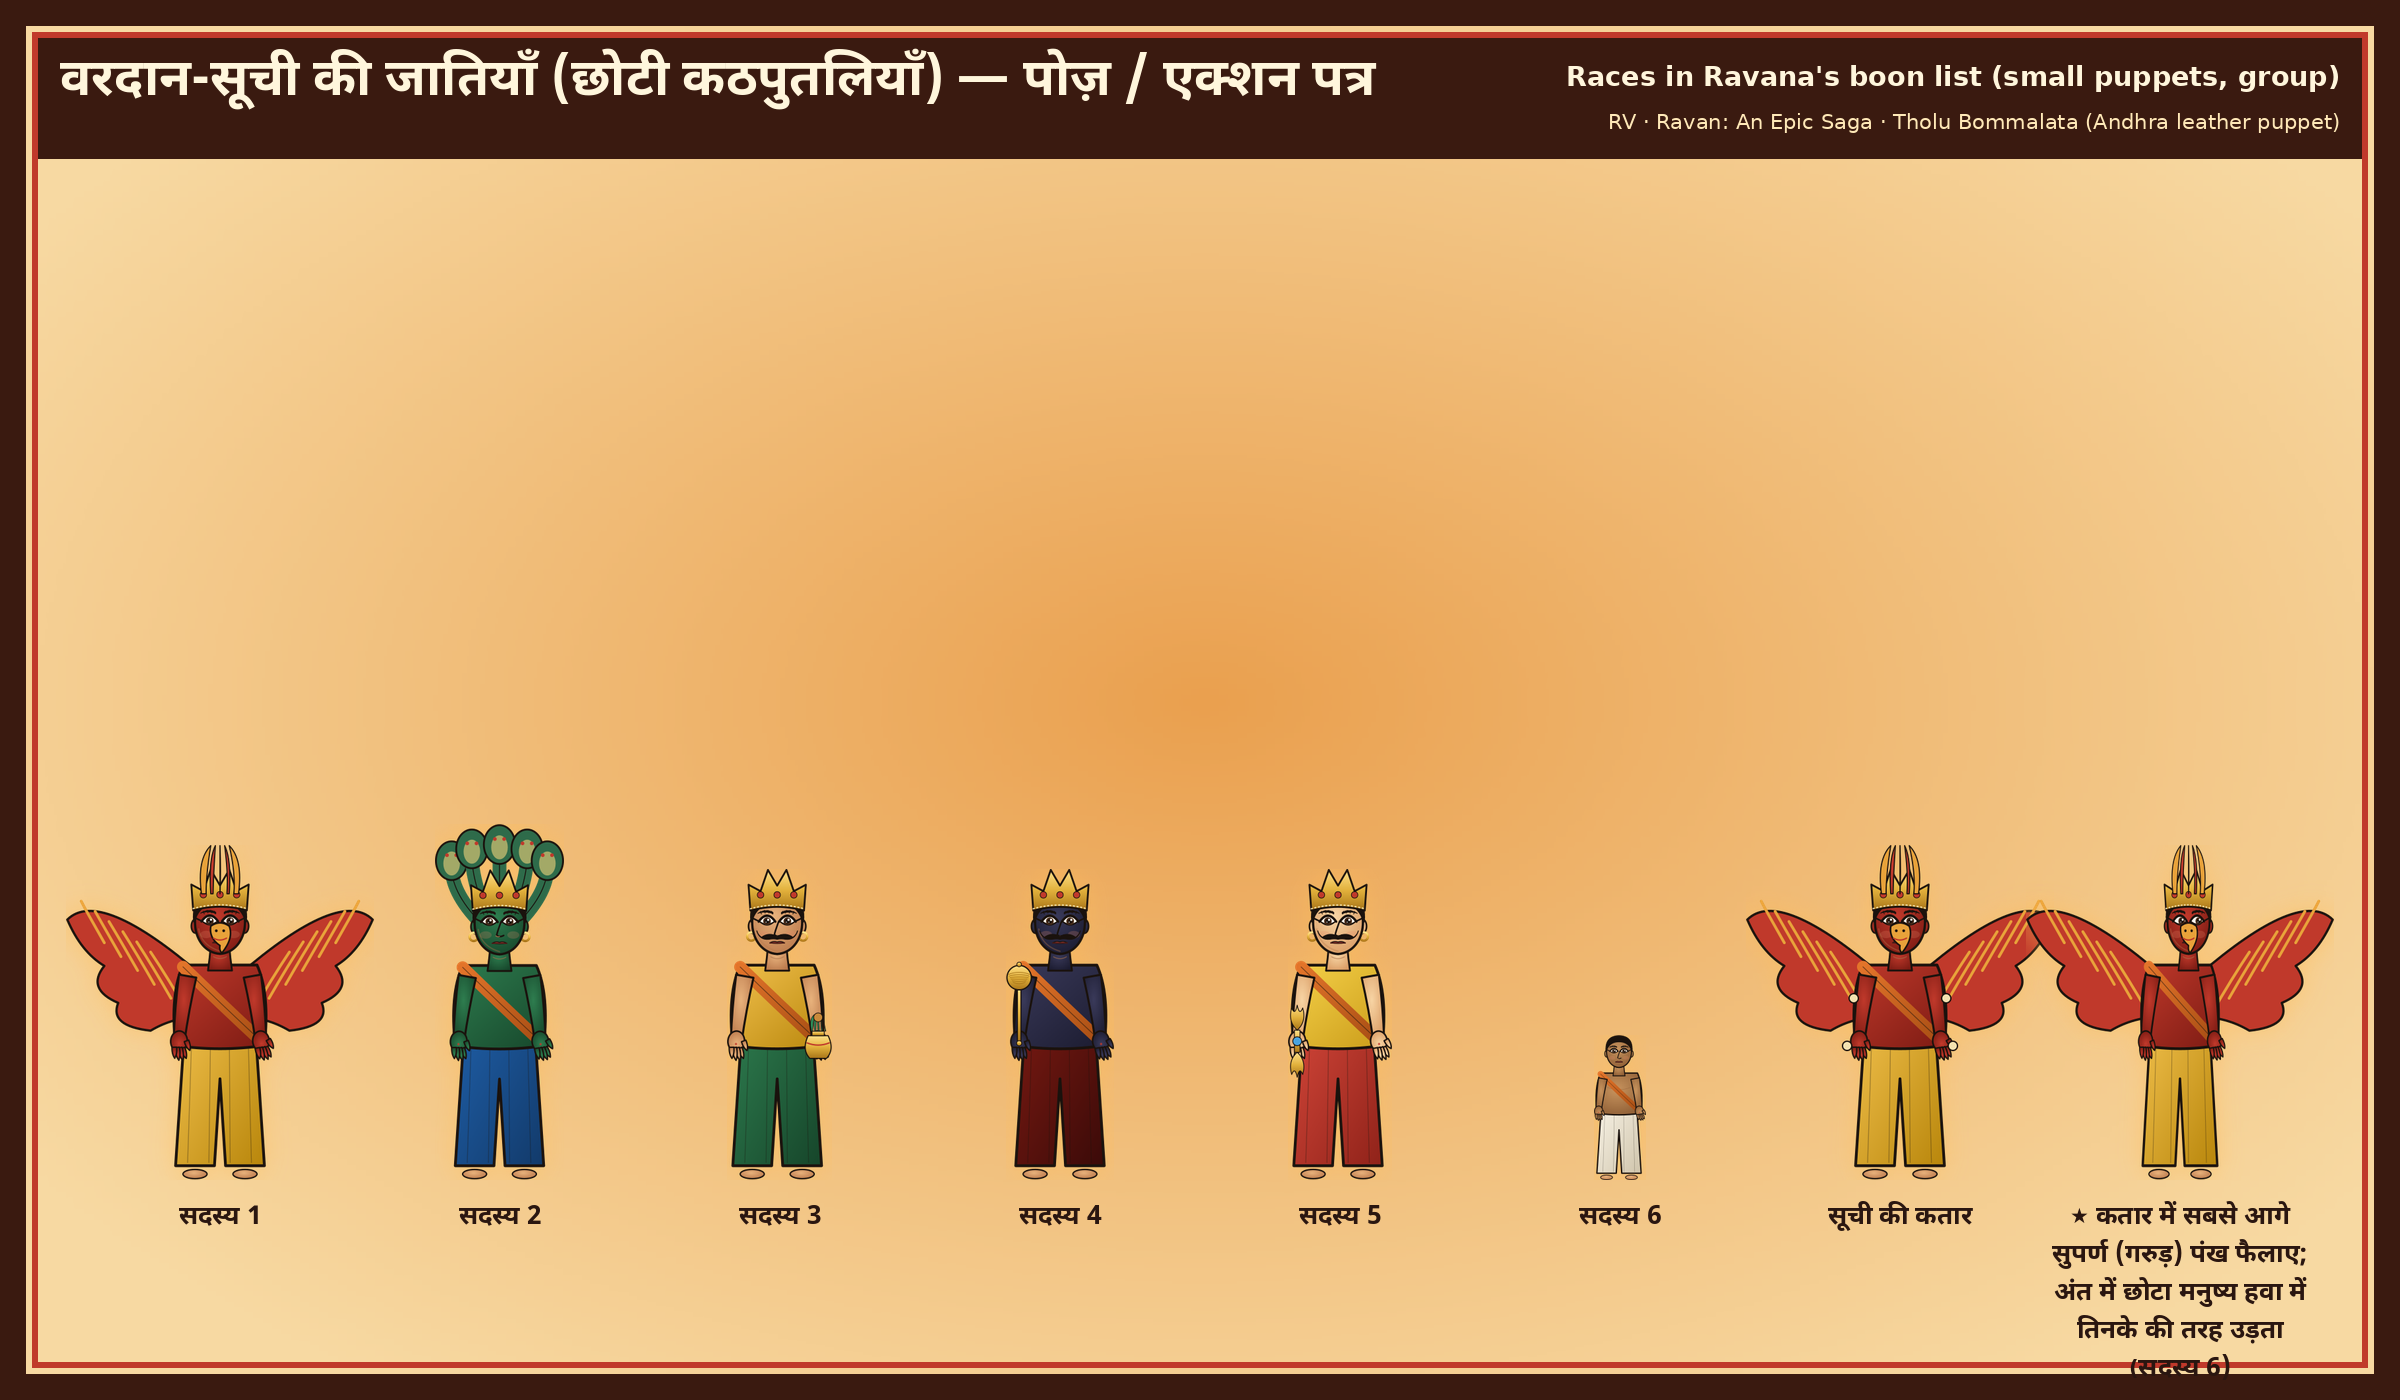 वरदान-सूची की जातियाँ (छोटी कठपुतलियाँ) — पोज़ / एक्शन पत्र
Races in Ravana's boon list (small puppets, group)
RV · Ravan: An Epic Saga · Tholu Bommalata (Andhra leather puppet)
सदस्य 1
सदस्य 2
सदस्य 3
सदस्य 4
सदस्य 5
सदस्य 6
सूची की कतार
★ कतार में सबसे आगे
सुपर्ण (गरुड़) पंख फैलाए;
अंत में छोटा मनुष्य हवा में
तिनके की तरह उड़ता
(सदस्य 6)